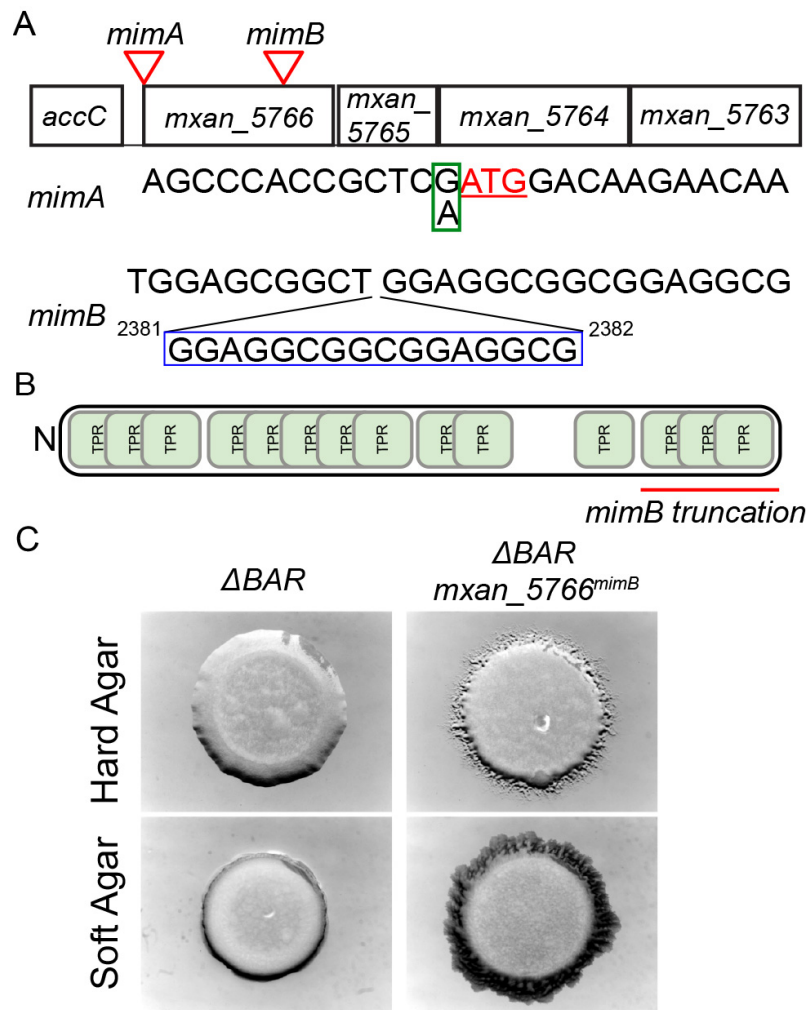 A
mimA
mimB
accC
mxan_5766
mxan_
5765
mxan_5764
mxan_5763
mimA
AGCCCACCGCTCGATGGACAAGAACAA
A
mimB
TGGAGCGGCT GGAGGCGGCGGAGGCG
2381
2382
GGAGGCGGCGGAGGCG
B
N
TPR
TPR
TPR
TPR
TPR
TPR
TPR
TPR
TPR
TPR
TPR
TPR
TPR
TPR
mimB truncation
C
ΔBAR
ΔBAR
mxan_5766mimB
Hard Agar
Soft Agar